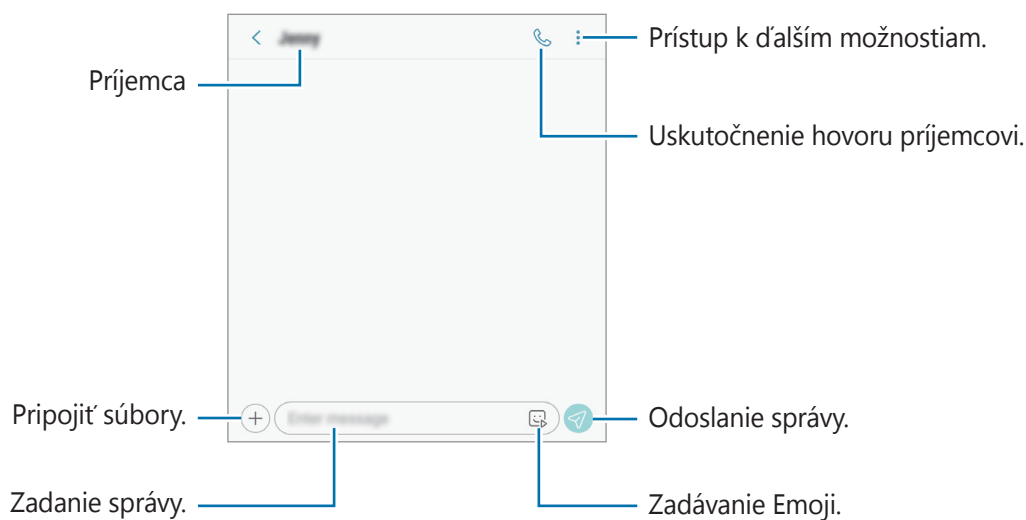 Jenny
Prístup k ďalším možnostiam.
Príjemca
Uskutočnenie hovoru príjemcovi.
Pripojiť súbory.
Enter message
Odoslanie správy.
Zadanie správy.
Zadávanie Emoji.